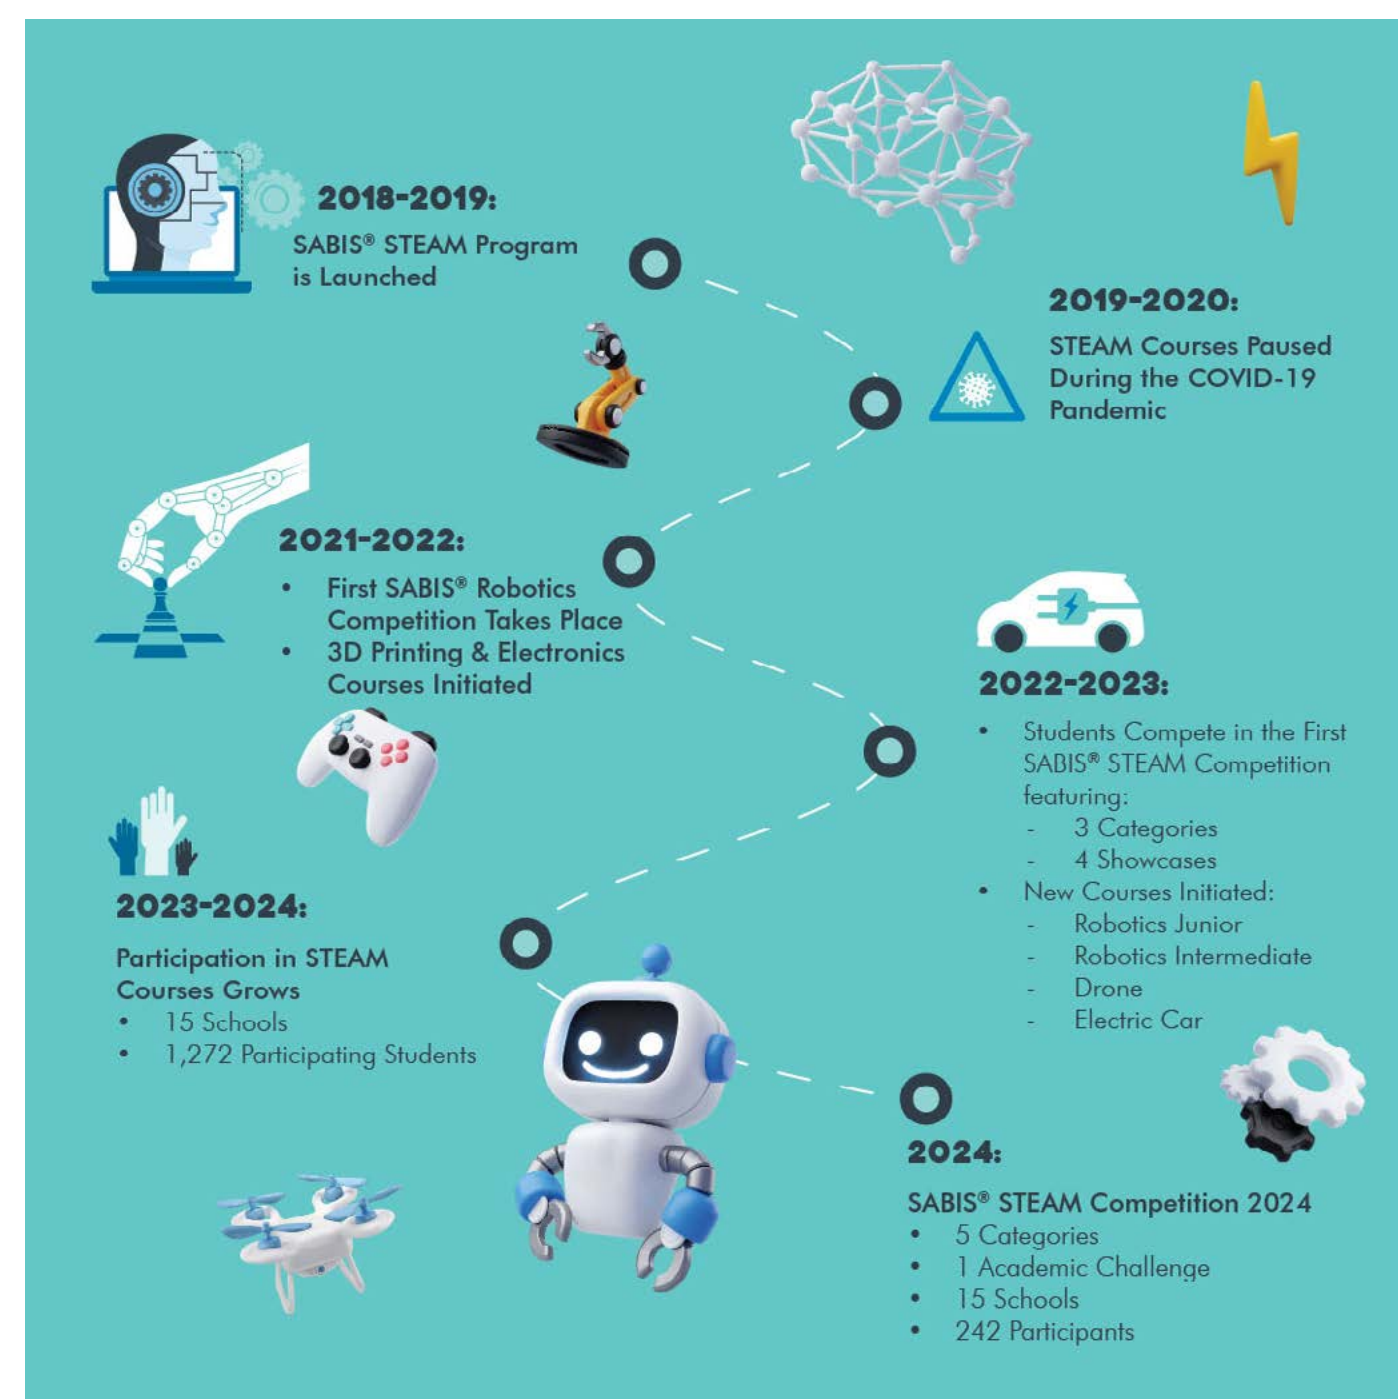 2018-2019:
SABIS® STEAM Program
is Launched
2019-2020:
STEAM Courses Paused
During the COVID-19
Pandemic
2021-2022:
• First SABIS® Robotics
Competition Takes Place
• 3D Printing & Electronics
Courses Initiated
2022-2023:
• Students Compete in the First
SABIS® STEAM Competition
featuring:
- 3 Categories
- 4 Showcases
• New Courses Initiated:
- Robotics Junior
- Robotics Intermediate
- Drone
- Electric Car
2023-2024:
Participation in STEAM
Courses Grows
• 15 Schools
• 1,272 Participating Students
2024:
SABIS® STEAM Competition 2024
• 5 Categories
• 1 Academic Challenge
• 15 Schools
• 242 Participants